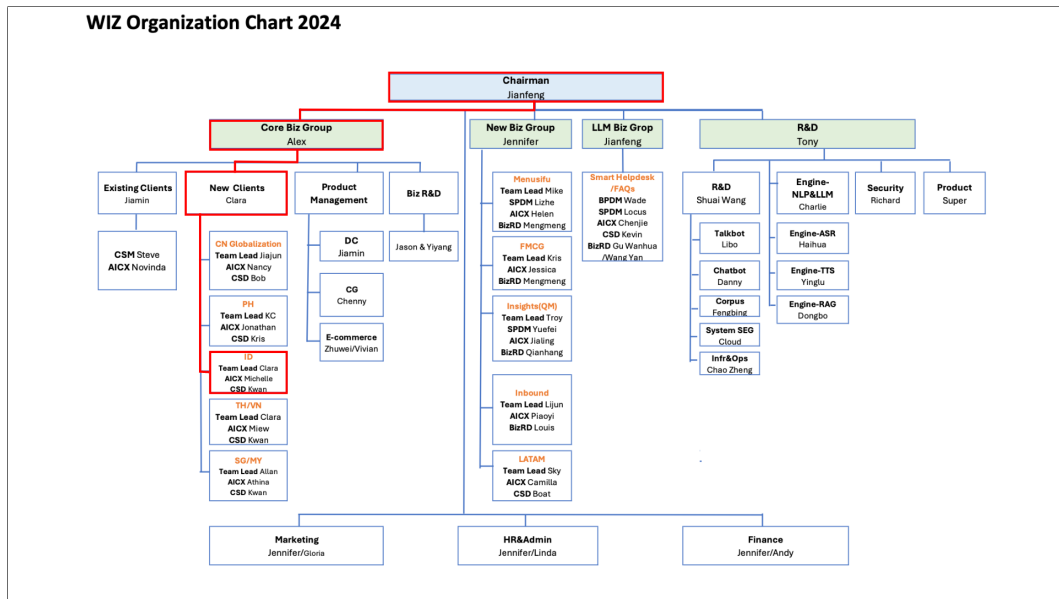 WIZ Organization Chart 2024
Chairman
Jianfeng
Core Biz Group
Alex
New Biz Group
Jennifer
LLM Biz Grop
Jianfeng
R&D
Tony
Existing Clients
Jiamin
New Clients
Clara
Product
Management
Biz R&D
CSM Steve
AICX Novinda
CN Globalization
Team Lead Jiajun
AICX Nancy
CSD Bob
PH
Team Lead KC
AICX Jonathan
CSD Kris
ID
Team Lead Clara
AICX Michelle
CSD Kwan
TH/VN
Team Lead Clara
AICX Miew
CSD Kwan
SG/MY
Team Lead Allan
AICX Athina
CSD Kwan
DC
Jiamin
CG
Chenny
E-commerce
Zhuwei/Vivian
Jason & Yiyang
Menusifu
Team Lead Mike
SPDM Lizhe
AICX Helen
BizRD Mengmeng
FMCG
Team Lead Kris
AICX Jessica
BizRD Mengmeng
Insights(QM)
Team Lead Troy
SPDM Yuefei
AICX Jialing
BizRD Qianhang
Inbound
Team Lead Lijun
AICX Piaoyi
BizRD Louis
LATAM
Team Lead Sky
AICX Camilla
CSD Boat
Smart Helpdesk
/FAQs
BPDM Wade
SPDM Locus
AICX Chenjie
CSD Kevin
BizRD Gu Wanhua
/Wang Yan
R&D
Shuai Wang
Talkbot
Libo
Chatbot
Danny
Corpus
Fengbing
System SEG
Cloud
Infr&Ops
Chao Zheng
Engine-
NLP&LLM
Charlie
Engine-ASR
Haihua
Engine-TTS
Yinglu
Engine-RAG
Dongbo
Security
Richard
Product
Super
Marketing
Jennifer/Gloria
HR&Admin
Jennifer/Linda
Finance
Jennifer/Andy